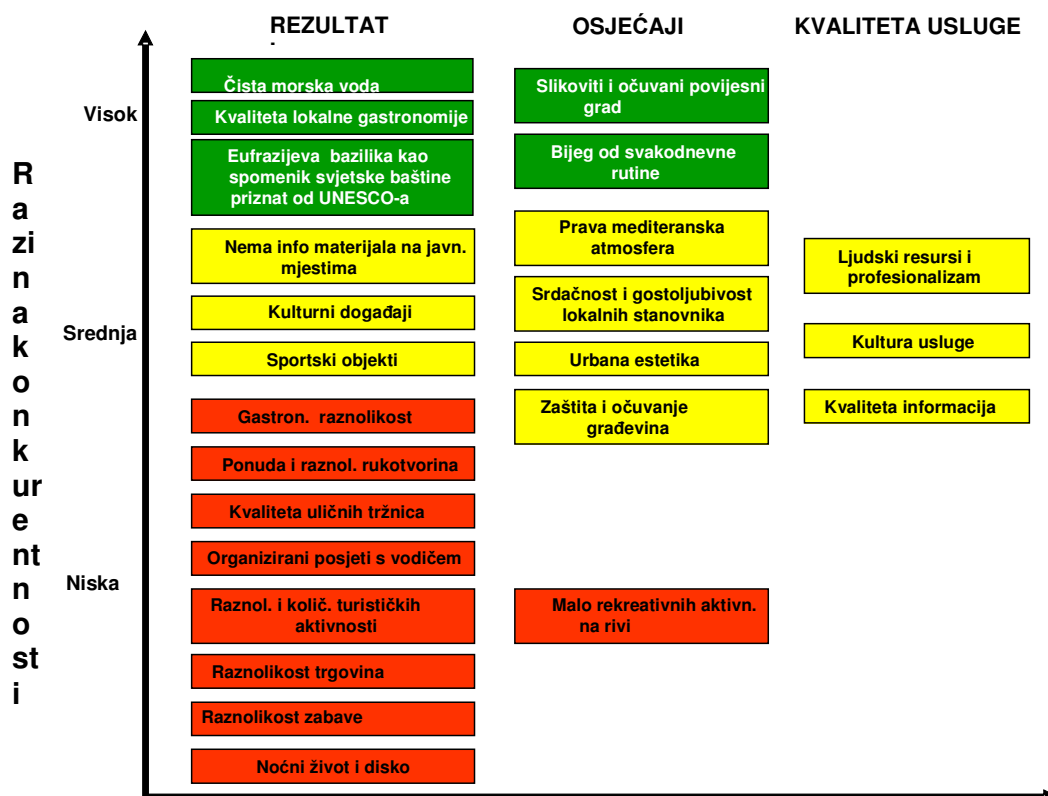 REZULTAT
i
OSJEĆAJI
KVALITETA USLUGE
Visok
Srednja
Niska
R
a
zi
n
a
k
o
n
k
ur
e
nt
n
o
st
i
Čista morska voda
Kvaliteta lokalne gastronomije
Eufrazijeva bazilika kao
spomenik svjetske baštine
priznat od UNESCO-a
Nema info materijala na javn.
mjestima
Kulturni događaji
Sportski objekti
Gastron. raznolikost
Ponuda i raznol. rukotvorina
Kvaliteta uličnih tržnica
Organizirani posjeti s vodičem
Raznol. i količ. turističkih
aktivnosti
Raznolikost trgovina
Raznolikost zabave
Noćni život i disko
Slikoviti i očuvani povijesni
grad
Bijeg od svakodnevne
rutine
Prava mediteranska
atmosfera
Srdačnost i gostoljubivost
lokalnih stanovnika
Urbana estetika
Zaštita i očuvanje
građevina
Malo rekreativnih aktivn.
na rivi
Ljudski resursi i
profesionalizam
Kultura usluge
Kvaliteta informacija